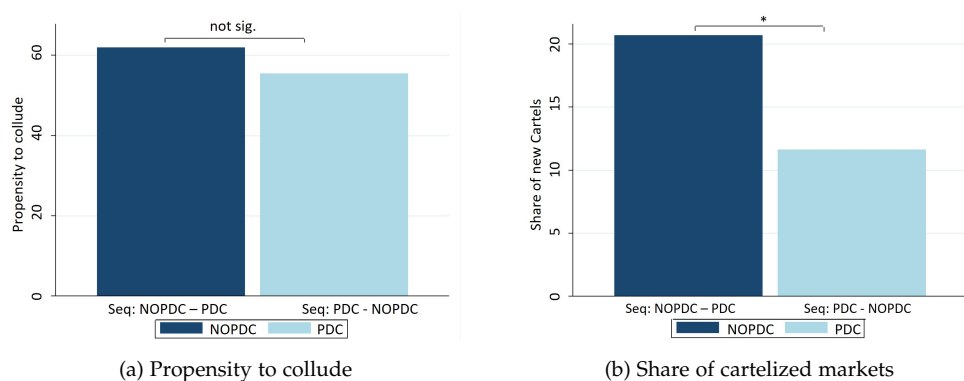 not sig.
Propensity to collude
60
40
20
0
Seq: NOPDC – PDC Seq: PDC - NOPDC
NOPDC PDC
(a) Propensity to collude
*
Share of new Cartels
20
15
10
5
0
Seq: NOPDC – PDC Seq: PDC - NOPDC
NOPDC PDC
(b) Share of cartelized markets